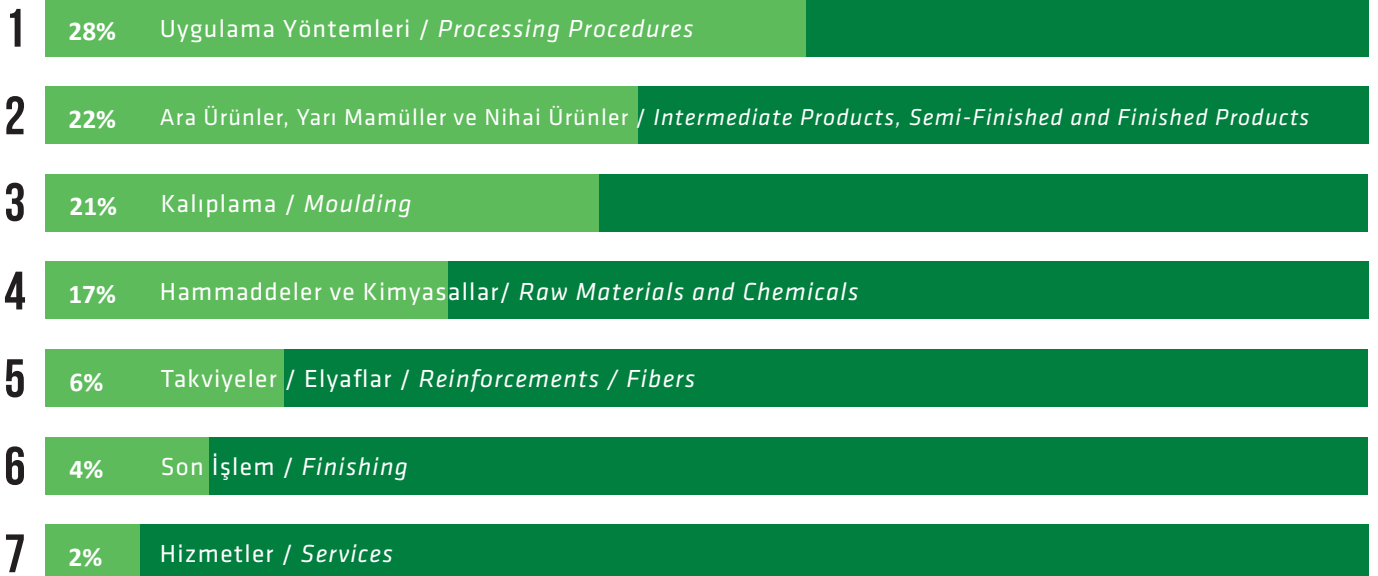 1 28% Uygulama Yöntemleri / Processing Procedures
2 22% Ara Ürünler, Yarı Mamüller ve Nihai Ürünler / Intermediate Products, Semi-Finished and Finished Products
3 21% Kalıplama / Moulding
4 17% Hammaddeler ve Kimyasallar/ Raw Materials and Chemicals
5 6% Takviyeler / Elyaflar / Reinforcements / Fibers
6 4% Son İşlem / Finishing
7 2% Hizmetler / Services